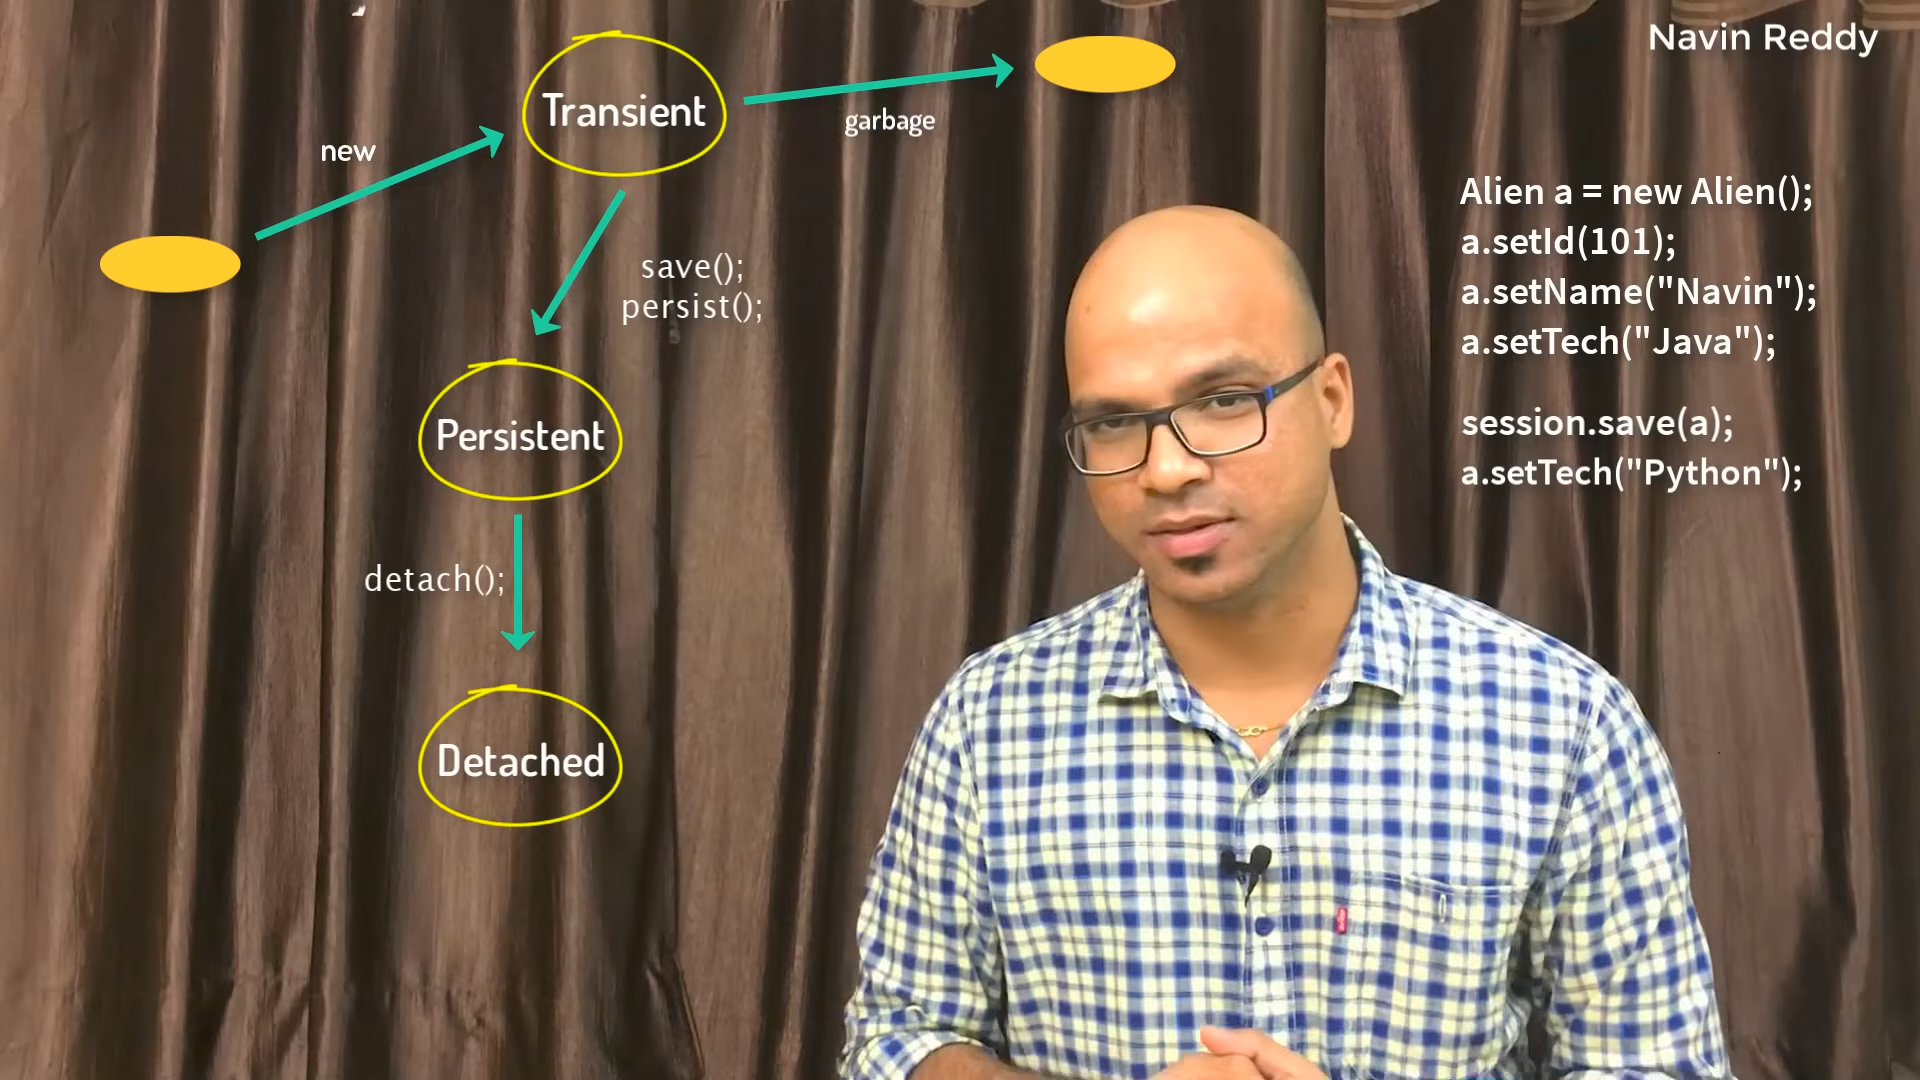 Navin Reddy
Transient
garbage
new
save();
persist();
Persistent
detach();
Detached
Alien a = new Alien();
a.setId(101);
a.setName("Navin");
a.setTech("Java");
session.save(a);
a.setTech("Python");